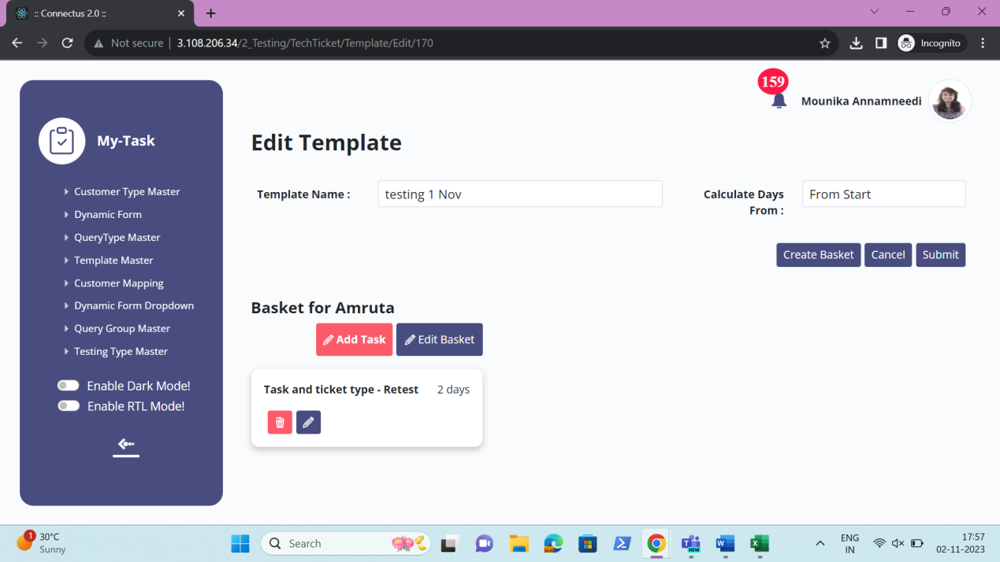 :: Connectus 2.0 ::
Not secure | 3.108.206.34/2_Testing/TechTicket/Template/Edit/170
Incognito
159
Mounika Annamneedi
My-Task
Customer Type Master
Dynamic Form
QueryType Master
Template Master
Customer Mapping
Dynamic Form Dropdown
Query Group Master
Testing Type Master
Enable Dark Mode!
Enable RTL Mode!
Edit Template
Template Name :
testing 1 Nov
Calculate Days
From :
From Start
Create Basket
Cancel
Submit
Basket for Amruta
Add Task
Edit Basket
Task and ticket type - Retest
2 days
1
30°C
Sunny
Search
NEW
ENG
IN
17:57
02-11-2023